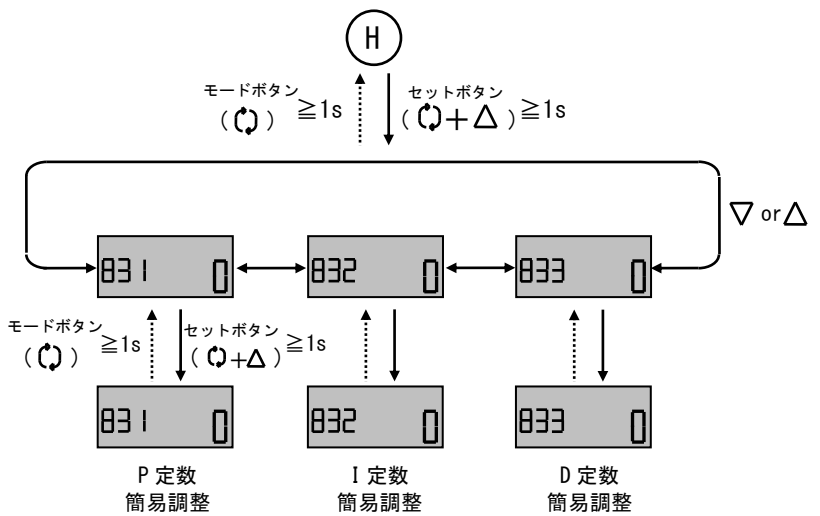 H
モードボタン
( ) ≧1s
セットボタン
( +△ ) ≧1s
▽ or△
831 0
832 0
833 0
モードボタン
( ) ≧1s
セットボタン
( +△ ) ≧1s
831 0
832 0
833 0
P 定数
簡易調整
I 定数
簡易調整
D 定数
簡易調整